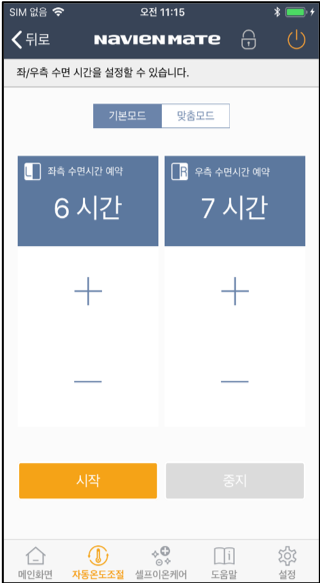 SIM 없음 오전 11:15
뒤로 NAVIEN MATE
좌/우측 수면 시간을 설정할 수 있습니다.
기본모드 맞춤모드
L 좌측 수면시간 예약 R 우측 수면시간 예약
6 시간 7 시간
시작 중지
메인화면 자동온도조절 셀프이온케어 도움말 설정